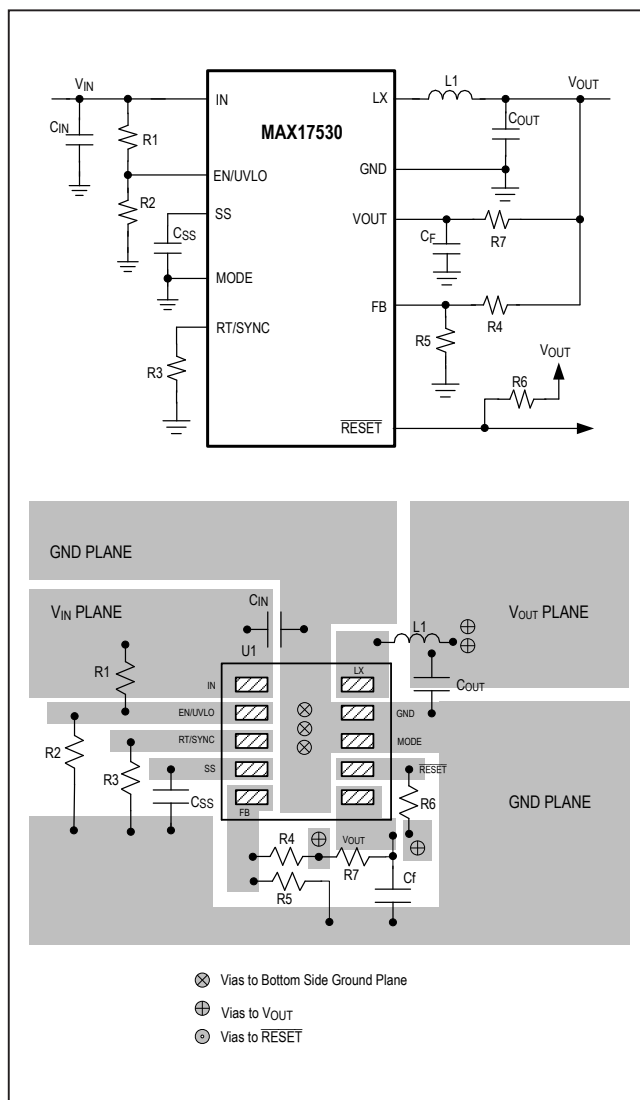 VIN
L1
VOUT
IN
LX
CIN
R1
MAX17530
COUT
EN/UVLO
GND
R2
SS
VOUT
CSS
CF
R7
MODE
FB
R4
RT/SYNC
R5
R3
VOUT
R6
RESET
GND PLANE
VIN PLANE
CIN
VOUT PLANE
L1
U1
R1
IN
LX
COUT
EN/UVLO
GND
R2
RT/SYNC
MODE
R3
SS
RESET
CSS
R6
GND PLANE
FB
R4
VOUT
R7
Cf
R5
Vias to Bottom Side Ground Plane
Vias to VOUT
Vias to RESET